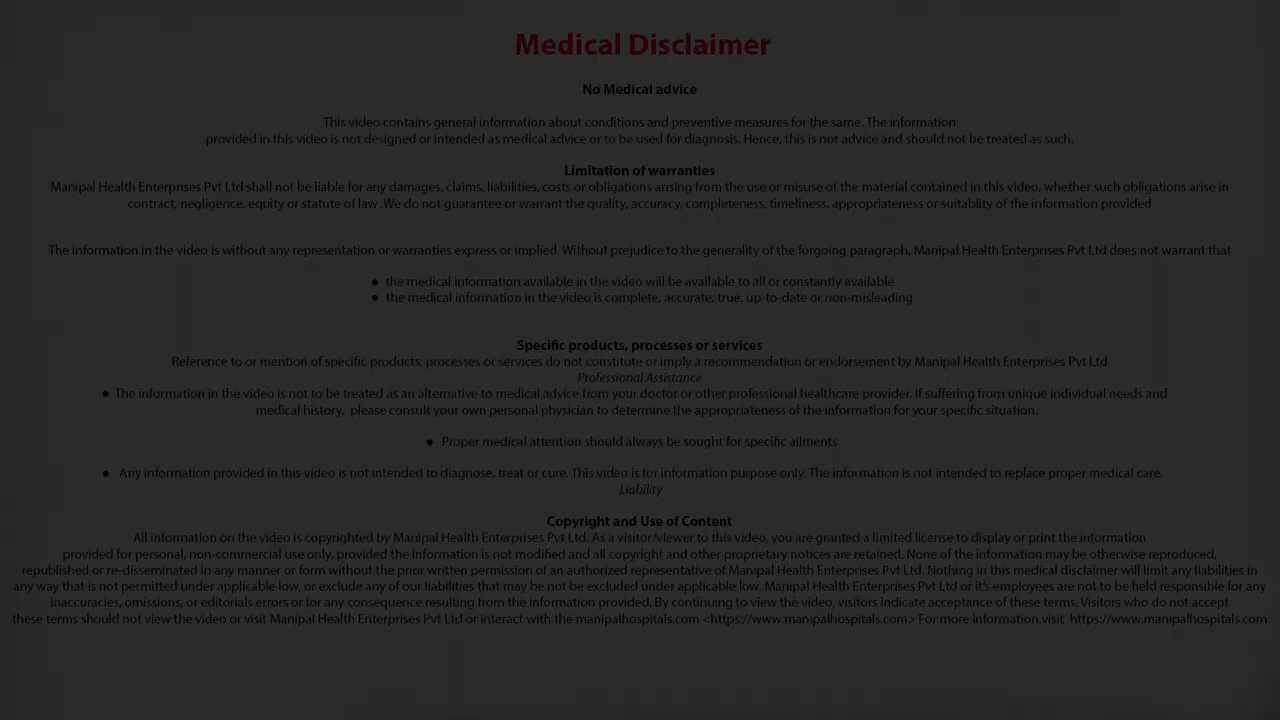 Medical Disclaimer
No Medical advice
This video contains general information about conditions and preventive measures for the same. The information
provided in this video is not designed or intended as medical advice or to be used for diagnosis. Hence, this is not advice and should not be treated as such.
Limitation of warranties
Manipal Health Enterprises Pvt Ltd shall not be liable for any damages, claims, liabilities, costs or obligations arising from the use or misuse of the material contained in this video, whether such obligations arise in
contract, negligence, equity or statute of law .We do not guarantee or warrant the quality, accuracy, completeness, timeliness, appropriateness or suitablity of the information provided
The information in the video is without any representation or warranties express or implied. Without prejudice to the generality of the forgoing paragraph, Manipal Health Enterprises Pvt Ltd does not warrant that
● the medical information available in the video will be available to all or constantly available
● the medical information in the video is complete, accurate, true, up-to-date or non-misleading
Specific products, processes or services
Reference to or mention of specific products, processes or services do not constitute or imply a recommendation or endorsement by Manipal Health Enterprises Pvt Ltd
Professional Assistance
● The information in the video is not to be treated as an alternative to medical advice from your doctor or other professional healthcare provider. If suffering from unique individual needs and
medical history, please consult your own personal physician to determine the appropriateness of the information for your specific situation.
● Proper medical attention should always be sought for specific ailments
● Any information provided in this video is not intended to diagnose, treat or cure. This video is for information purpose only. The information is not intended to replace proper medical care.
Liability
Copyright and Use of Content
All information on the video is copyrighted by Manipal Health Enterprises Pvt Ltd. As a visitor/viewer to this video, you are granted a limited license to display or print the information
provided for personal, non-commercial use only, provided the information is not modified and all copyright and other proprietary notices are retained. None of the information may be otherwise reproduced,
republished or re-disseminated in any manner or form without the prior written permission of an authorized representative of Manipal Health Enterprises Pvt Ltd. Nothing in this medical disclaimer will limit any liabilities in
any way that is not permitted under applicable low, or exclude any of our liabilities that may be not be excluded under applicable low. Manipal Health Enterprises Pvt Ltd or it's employees are not to be held responsible for any
inaccuracies, omissions, or editorials errors or for any consequence resulting from the information provided. By continuing to view the video, visitors indicate acceptance of these terms. Visitors who do not accept
these terms should not view the video or visit Manipal Health Enterprises Pvt Ltd or interact with the manipalhospitals.com <https://www.manipalhospitals.com> For more information.visit https://www.manipalhospitals.com